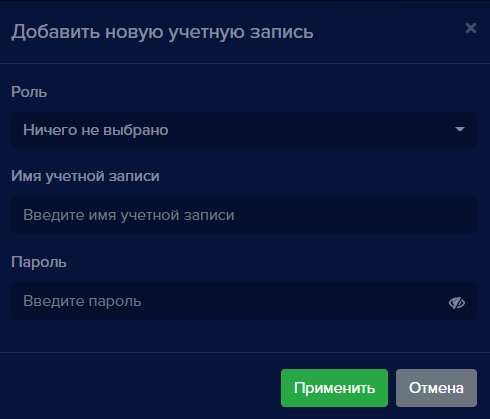 Добавить новую учетную запись
×
Роль
Ничего не выбрано
Имя учетной записи
Введите имя учетной записи
Пароль
Введите пароль
Применить
Отмена